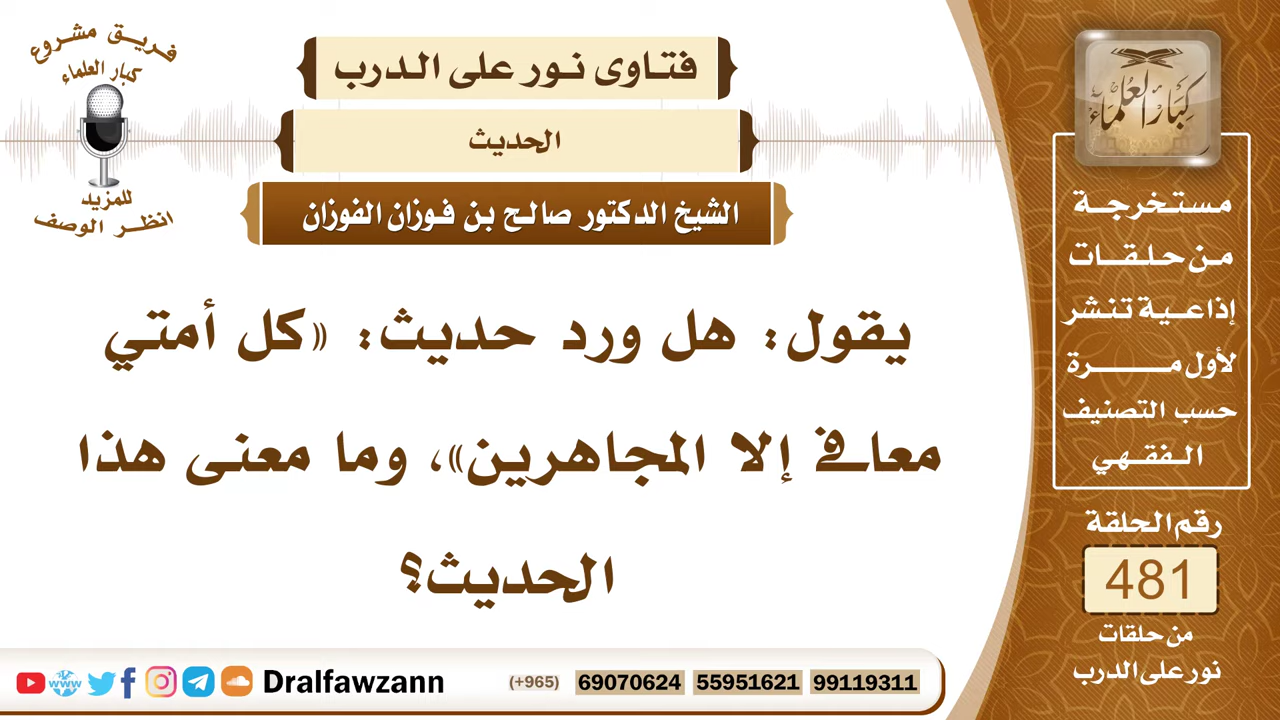 فريق مشروع
كبار العلماء
للمزيد
انظر الوصف
فتاوى نور على الدرب
الحديث
الشيخ الدكتور صالح بن فوزان الفوزان
يقول: هل ورد حديث: «كل أمتي
معافى إلا المجاهرين»، وما معنى هذا
الحديث؟
كبار العلماء
مستخرجة
من حلقات
إذاعية تنشر
لأول مرة
حسب التصنيف
الفقهي
رقم الحلقة
481
من حلقات
نور على الدرب
www
Dralfawzann
(+965) 69070624 55951621 99119311